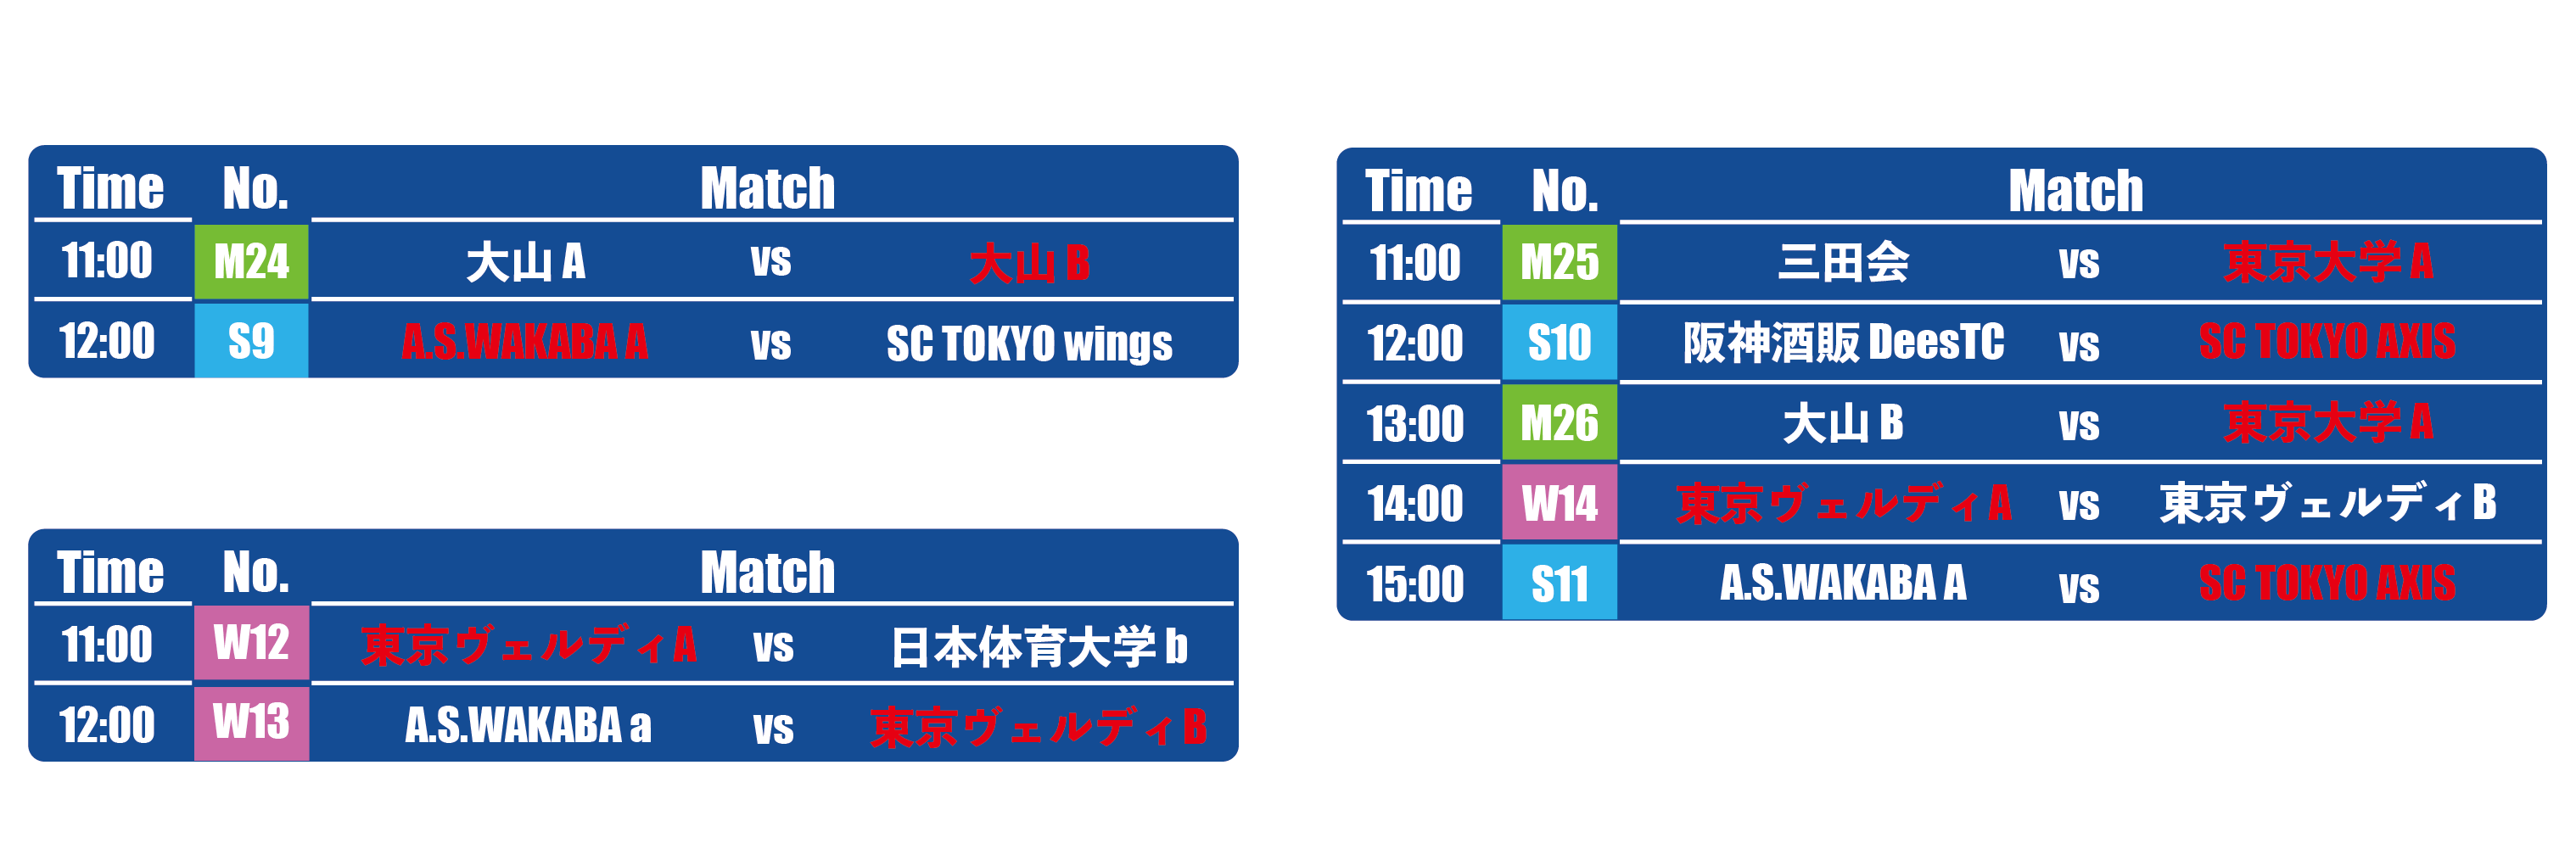 Time No. Match
11:00 M24 大山 A vs 大山 B
12:00 S9 A.S.WAKABA A vs SC TOKYO wings
Time No. Match
11:00 W12 東京ヴェルディA vs 日本体育大学 b
12:00 W13 A.S.WAKABA a vs 東京ヴェルディB
Time No. Match
11:00 M25 三田会 vs 東京大学 A
12:00 S10 阪神酒販 DeesTC vs SC TOKYO AXIS
13:00 M26 大山 B vs 東京大学 A
14:00 W14 東京ヴェルディA vs 東京ヴェルディB
15:00 S11 A.S.WAKABA A vs SC TOKYO AXIS